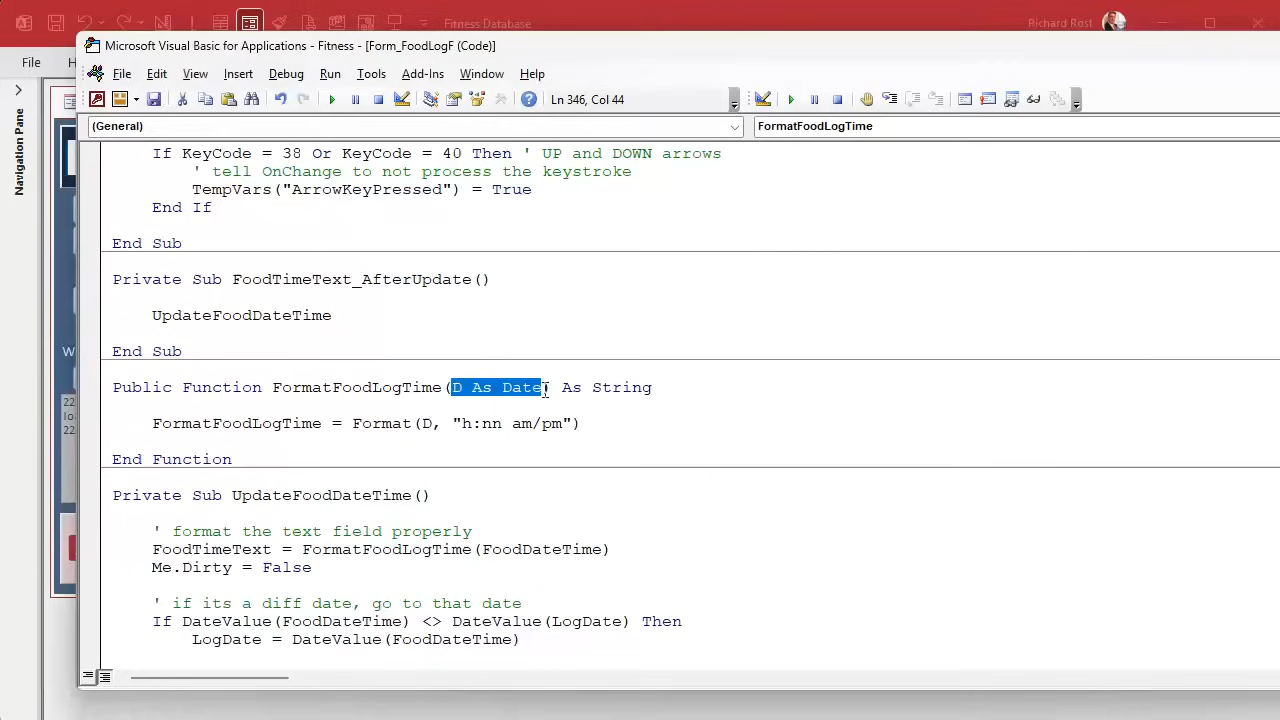 Fitness Database
Richard Rost
Microsoft Visual Basic for Applications - Fitness - [Form_FoodLogF (Code)]
File
File Edit View Insert Debug Run Tools Add-Ins Window Help
Ln 346, Col 44
(General)
FormatFoodLogTime
Navigation Pane
If KeyCode = 38 Or KeyCode = 40 Then ' UP and DOWN arrows
' tell OnChange to not process the keystroke
TempVars("ArrowKeyPressed") = True
End If
End Sub
Private Sub FoodTimeText_AfterUpdate()
UpdateFoodDateTime
End Sub
Public Function FormatFoodLogTime(D As Date) As String
FormatFoodLogTime = Format(D, "h:nn am/pm")
End Function
Private Sub UpdateFoodDateTime()
' format the text field properly
FoodTimeText = FormatFoodLogTime(FoodDateTime)
Me.Dirty = False
' if its a diff date, go to that date
If DateValue(FoodDateTime) <> DateValue(LogDate) Then
LogDate = DateValue(FoodDateTime)